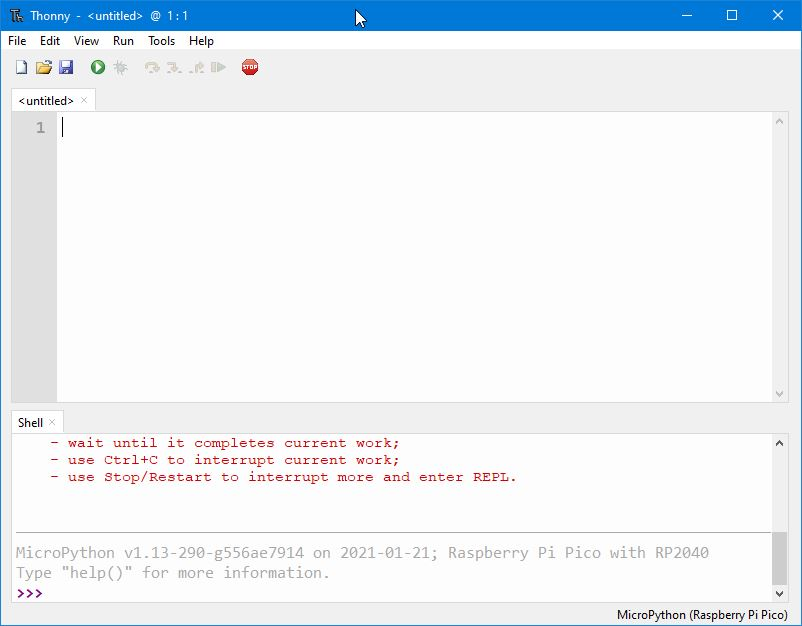 Thonny - <untitled> @ 1:1
File Edit View Run Tools Help
STOP
<untitled> ×
1
Shell ×
- wait until it completes current work;
- use Ctrl+C to interrupt current work;
- use Stop/Restart to interrupt more and enter REPL.
MicroPython v1.13-290-g556ae7914 on 2021-01-21; Raspberry Pi Pico with RP2040
Type "help()" for more information.
>>>
MicroPython (Raspberry Pi Pico)